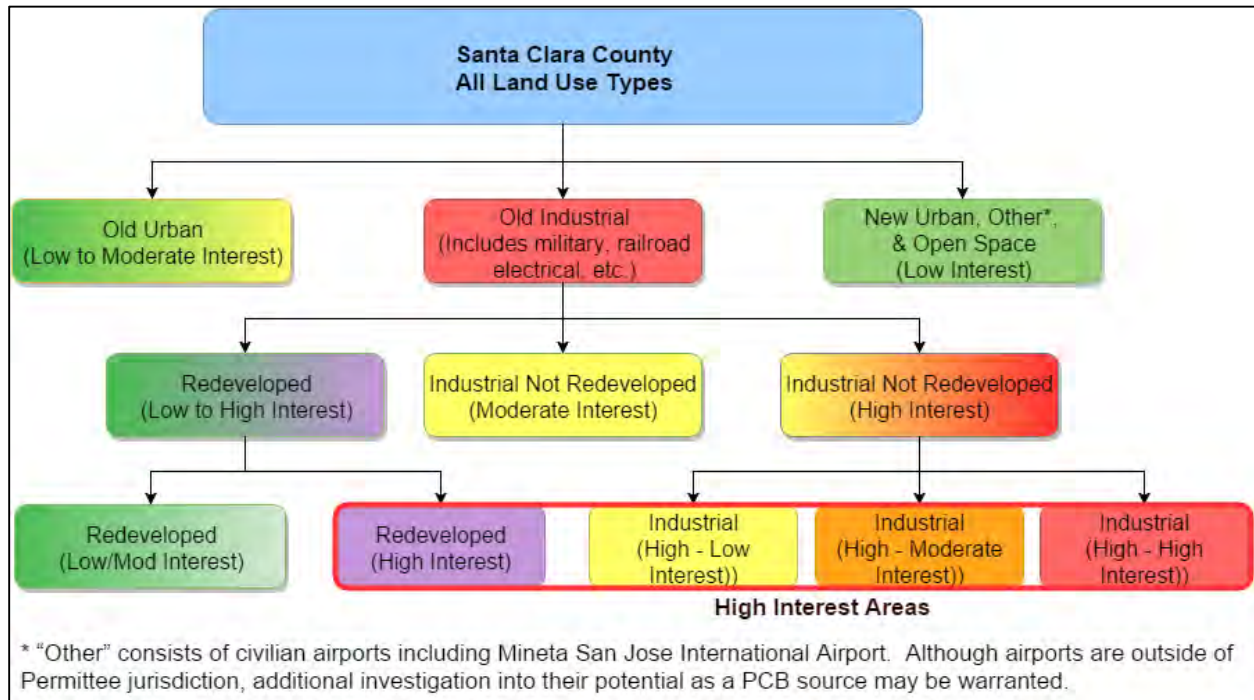 Santa Clara County
All Land Use Types
Old Urban
(Low to Moderate Interest)
Old Industrial
(Includes military, railroad
electrical, etc.)
New Urban, Other*,
& Open Space
(Low Interest)
Redeveloped
(Low to High Interest)
Industrial Not Redeveloped
(Moderate Interest)
Industrial Not Redeveloped
(High Interest)
Redeveloped
(Low/Mod Interest)
Redeveloped
(High Interest)
Industrial
(High - Low
Interest))
Industrial
(High - Moderate
Interest))
Industrial
(High - High
Interest))
High Interest Areas
* “Other” consists of civilian airports including Mineta San Jose International Airport. Although airports are outside of
Permittee jurisdiction, additional investigation into their potential as a PCB source may be warranted.